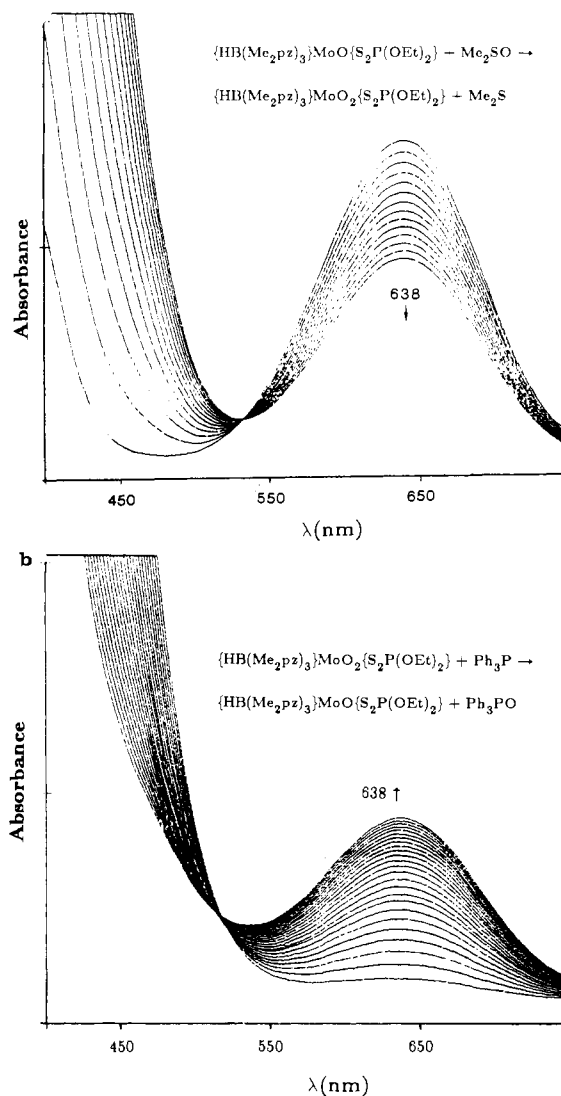 {HB(Me₂pz)₃}MoO{S₂P(OEt)₂} + Me₂SO →
{HB(Me₂pz)₃}MoO₂{S₂P(OEt)₂} + Me₂S
Absorbance
638
↓
450 550 650
λ(nm)
b
{HB(Me₂pz)₃}MoO₂{S₂P(OEt)₂} + Ph₃P →
{HB(Me₂pz)₃}MoO{S₂P(OEt)₂} + Ph₃PO
Absorbance
638 ↑
450 550 650
λ(nm)